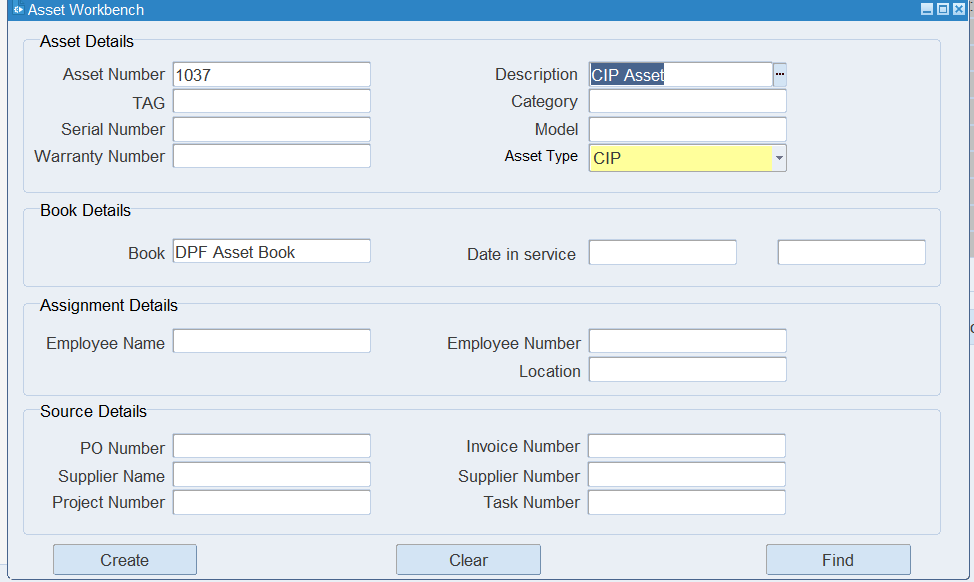 Asset Workbench
Asset Details
Asset Number 1037 Description CIP Asset ...
TAG Category
Serial Number Model
Warranty Number Asset Type CIP
Book Details
Book DPF Asset Book Date in service
Assignment Details
Employee Name Employee Number
Location
Source Details
PO Number Invoice Number
Supplier Name Supplier Number
Project Number Task Number
Create Clear Find